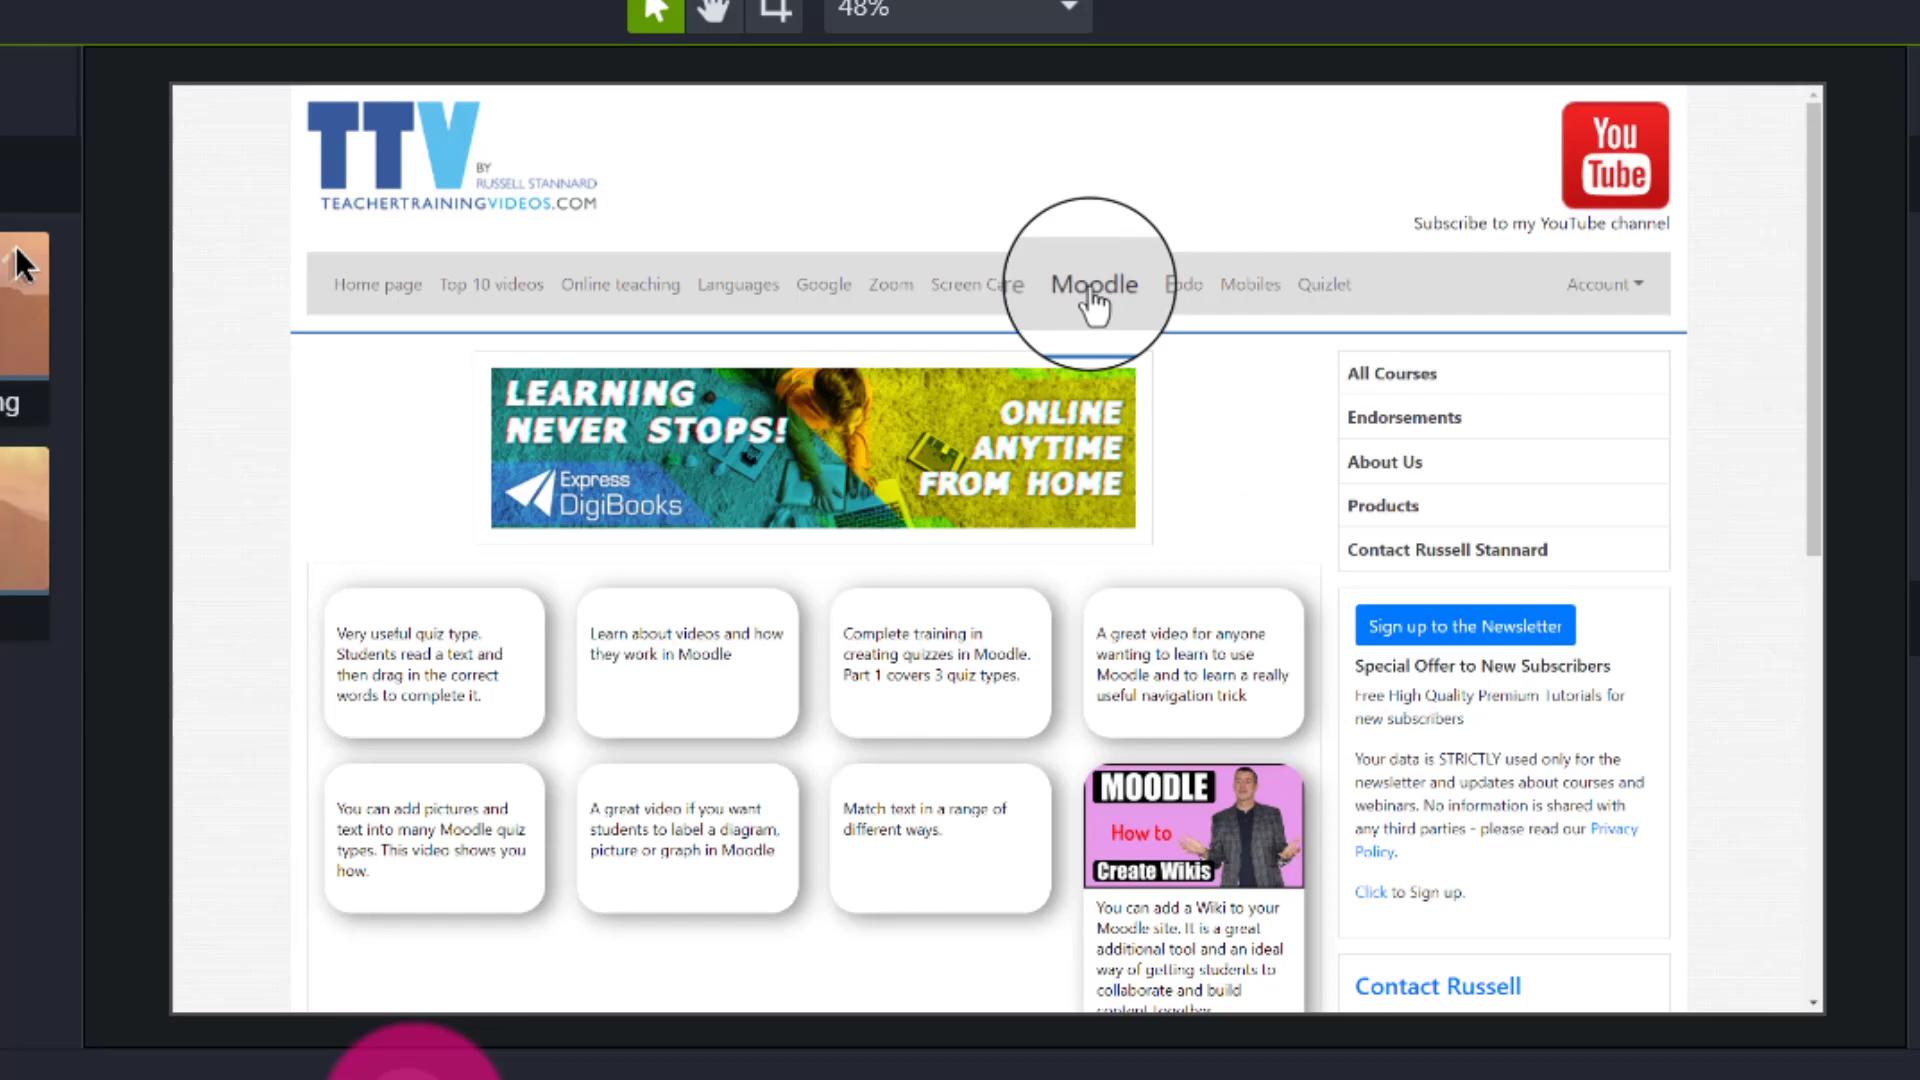 48%
TTV
BY
RUSSELL STANNARD
TEACHERTRAININGVIDEOS.COM
You
Tube
Subscribe to my YouTube channel
Home page Top 10 videos Online teaching Languages Google Zoom Screen Moodle Mobiles Quizlet Account
LEARNING
NEVER STOPS!
Express
DigiBooks
ONLINE
ANYTIME
FROM HOME
All Courses
Endorsements
About Us
Products
Contact Russell Stannard
ng
Very useful quiz type.
Students read a text and
then drag in the correct
words to complete it.
Learn about videos and how
they work in Moodle
Complete training in
creating quizzes in Moodle.
Part 1 covers 3 quiz types.
A great video for anyone
wanting to learn to use
Moodle and to learn a really
useful navigation trick
You can add pictures and
text into many Moodle quiz
types. This video shows you
how.
A great video if you want
students to label a diagram,
picture or graph in Moodle
Match text in a range of
different ways.
MOODLE
How to
Create Wikis
You can add a Wiki to your
Moodle site. It is a great
additional tool and an ideal
way of getting students to
collaborate and build
content together.
Sign up to the Newsletter
Special Offer to New Subscribers
Free High Quality Premium Tutorials for
new subscribers
Your data is STRICTLY used only for the
newsletter and updates about courses and
webinars. No information is shared with
any third parties - please read our Privacy
Policy.
Click to Sign up.
Contact Russell